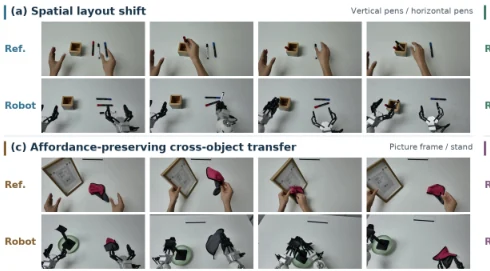 (a) Spatial layout shift
Vertical pens / horizontal pens
Ref.
Robot
(c) Affordance-preserving cross-object transfer
Picture frame / stand
Ref.
Robot